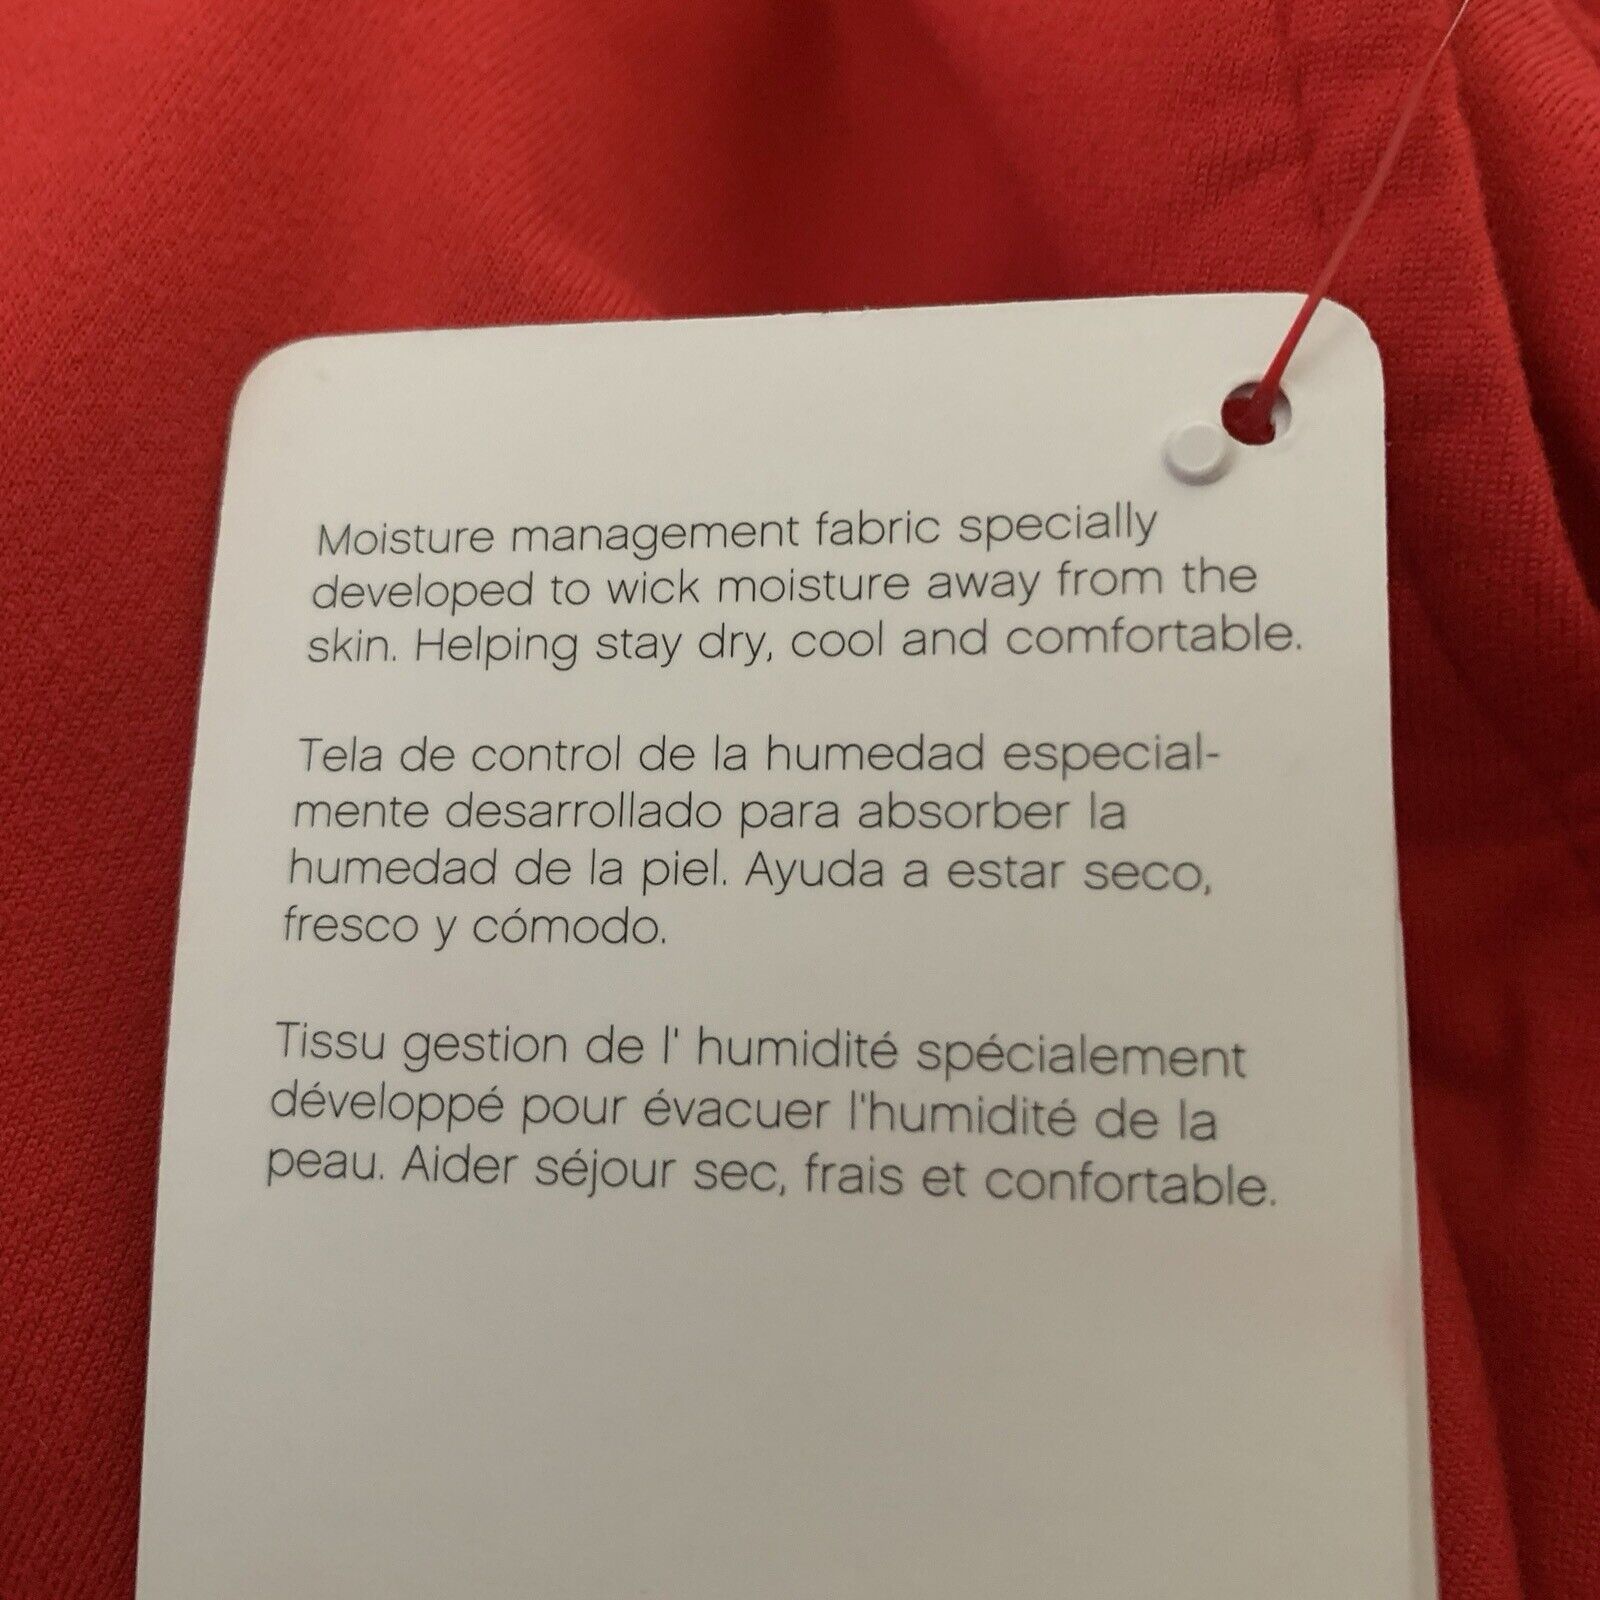 Moisture management fabric specially
developed to wick moisture away from the
skin. Helping stay dry, cool and comfortable.
Tela de control de la humedad especial-
mente desarrollado para absorber la
humedad de la piel. Ayuda a estar seco,
fresco y cómodo.
Tissu gestion de l' humidité spécialement
développé pour évacuer l'humidité de la
peau. Aider séjour sec, frais et confortable.